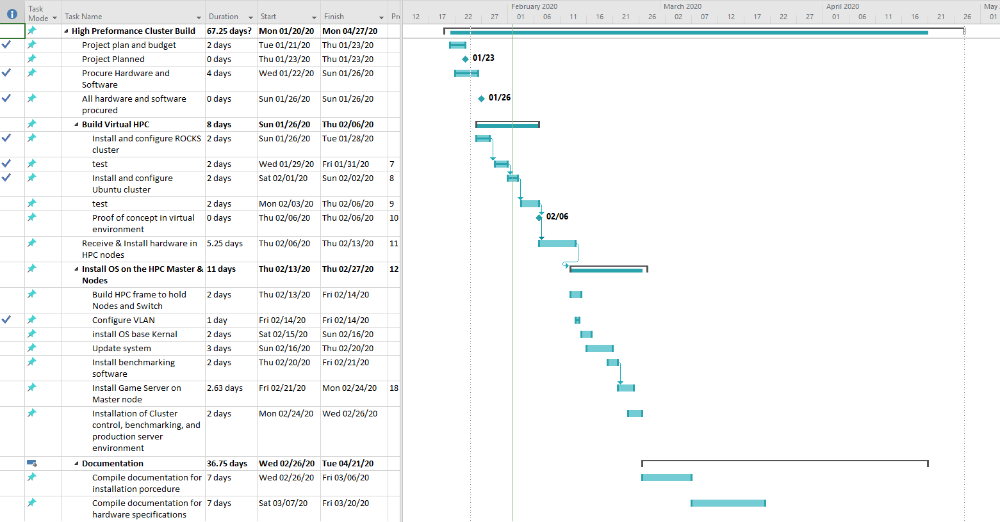 February 2020 March 2020 April 2020 May
Task Mode Task Name Duration Start Finish Pr
12 17 22 27 01 06 11 16 21 26 02 07 12 17 22 27 01 06 11 16 21 26 01
High Preformance Cluster Build 67.25 days? Mon 01/20/20 Mon 04/27/20
Project plan and budget 2 days Tue 01/21/20 Thu 01/23/20
Project Planned 0 days Thu 01/23/20 Thu 01/23/20 01/23
Procure Hardware and 4 days Wed 01/22/20 Sun 01/26/20
Software
All hardware and software 0 days Sun 01/26/20 Sun 01/26/20 01/26
procured
Build Virtual HPC 8 days Sun 01/26/20 Thu 02/06/20
Install and configure ROCKS 2 days Sun 01/26/20 Tue 01/28/20
cluster
test 2 days Wed 01/29/20 Fri 01/31/20 7
Install and configure 2 days Sat 02/01/20 Sun 02/02/20 8
Ubuntu cluster
test 2 days Mon 02/03/20 Thu 02/06/20 9
Proof of concept in virtual 0 days Thu 02/06/20 Thu 02/06/20 10 02/06
environment
Receive & Install hardware in 5.25 days Thu 02/06/20 Thu 02/13/20 11
HPC nodes
Install OS on the HPC Master & 11 days Thu 02/13/20 Thu 02/27/20 12
Nodes
Build HPC frame to hold 2 days Thu 02/13/20 Fri 02/14/20
Nodes and Switch
Configure VLAN 1 day Fri 02/14/20 Fri 02/14/20
install OS base Kernal 2 days Sat 02/15/20 Sun 02/16/20
Update system 3 days Sun 02/16/20 Thu 02/20/20
Install benchmarking 2 days Thu 02/20/20 Fri 02/21/20
software
Install Game Server on 2.63 days Fri 02/21/20 Mon 02/24/20 18
Master node
Installation of Cluster 2 days Mon 02/24/20 Wed 02/26/20
control, benchmarking, and
production server
environment
Documentation 36.75 days Wed 02/26/20 Tue 04/21/20
Compile documentation for 7 days Wed 02/26/20 Fri 03/06/20
installation porcedure
Compile documentation for 7 days Sat 03/07/20 Fri 03/20/20
hardware specifications